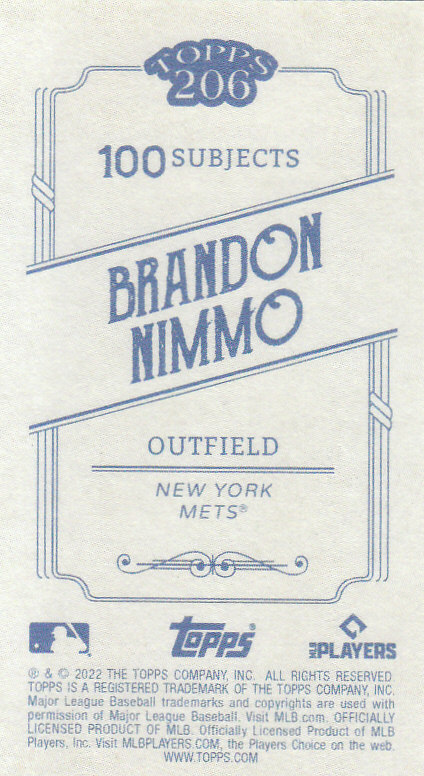 TOPPS
206
100 SUBJECTS
BRANDON
NIMMO
OUTFIELD
NEW YORK
METS®
Topps® MLB PLAYERS
® & © 2022 THE TOPPS COMPANY, INC. ALL RIGHTS RESERVED.
TOPPS IS A REGISTERED TRADEMARK OF THE TOPPS COMPANY, INC.
Major League Baseball trademarks and copyrights are used with
permission of Major League Baseball. Visit MLB.com. OFFICIALLY
LICENSED PRODUCT OF MLB. Officially Licensed Product of MLB
Players, Inc. Visit MLBPLAYERS.COM, the Players Choice on the web.
WWW.TOPPS.COM